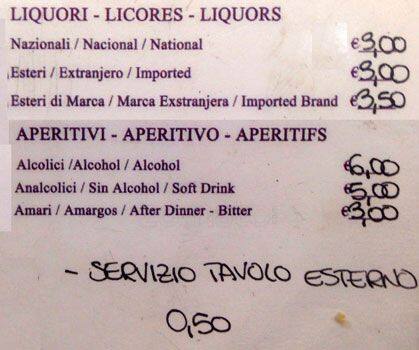 LIQUORI - LICORES - LIQUORS
Nazionali / Nacional / National €3,00
Esteri / Extranjero / Imported €3,00
Esteri di Marca / Marca Exstranjera / Imported Brand €3,50
APERITIVI - APERITIVO - APERITIFS
Alcolici /Alcohol / Alcohol €6,00
Analcolici / Sin Alcohol / Soft Drink €5,00
Amari / Amargos / After Dinner - Bitter €3,00
- SERVIZIO TAVOLO ESTERNO
0,50